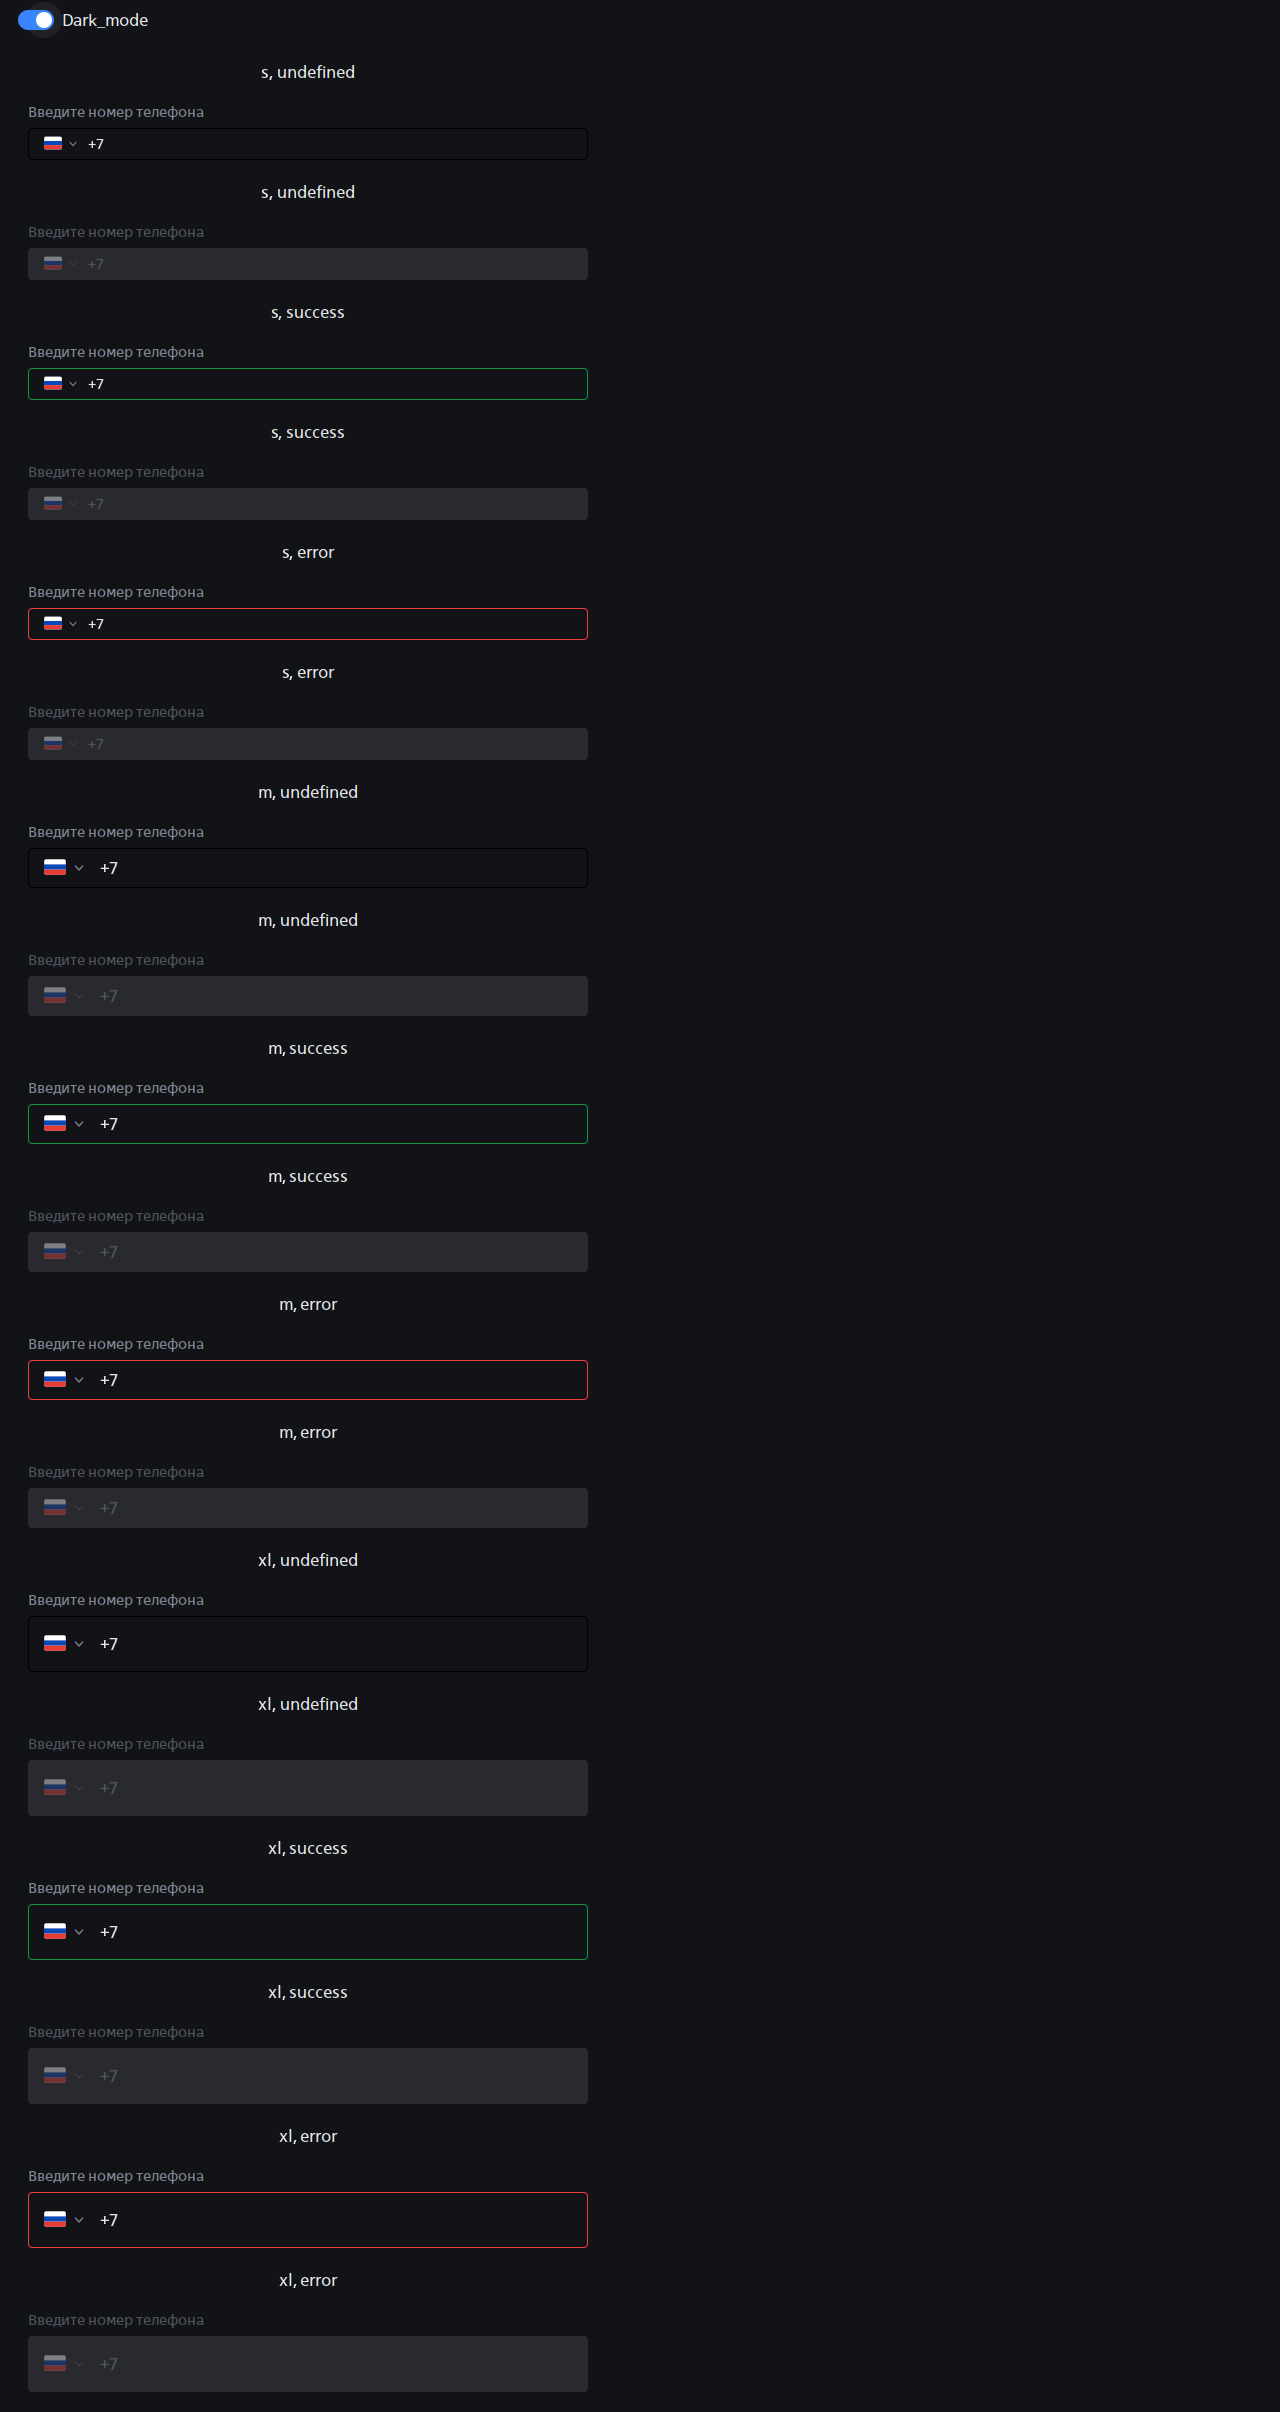 Dark_mode
s, undefined
Введите номер телефона
+7
s, undefined
Введите номер телефона
+7
s, success
Введите номер телефона
+7
s, success
Введите номер телефона
+7
s, error
Введите номер телефона
+7
s, error
Введите номер телефона
+7
m, undefined
Введите номер телефона
+7
m, undefined
Введите номер телефона
+7
m, success
Введите номер телефона
+7
m, success
Введите номер телефона
+7
m, error
Введите номер телефона
+7
m, error
Введите номер телефона
+7
xl, undefined
Введите номер телефона
+7
xl, undefined
Введите номер телефона
+7
xl, success
Введите номер телефона
+7
xl, success
Введите номер телефона
+7
xl, error
Введите номер телефона
+7
xl, error
Введите номер телефона
+7